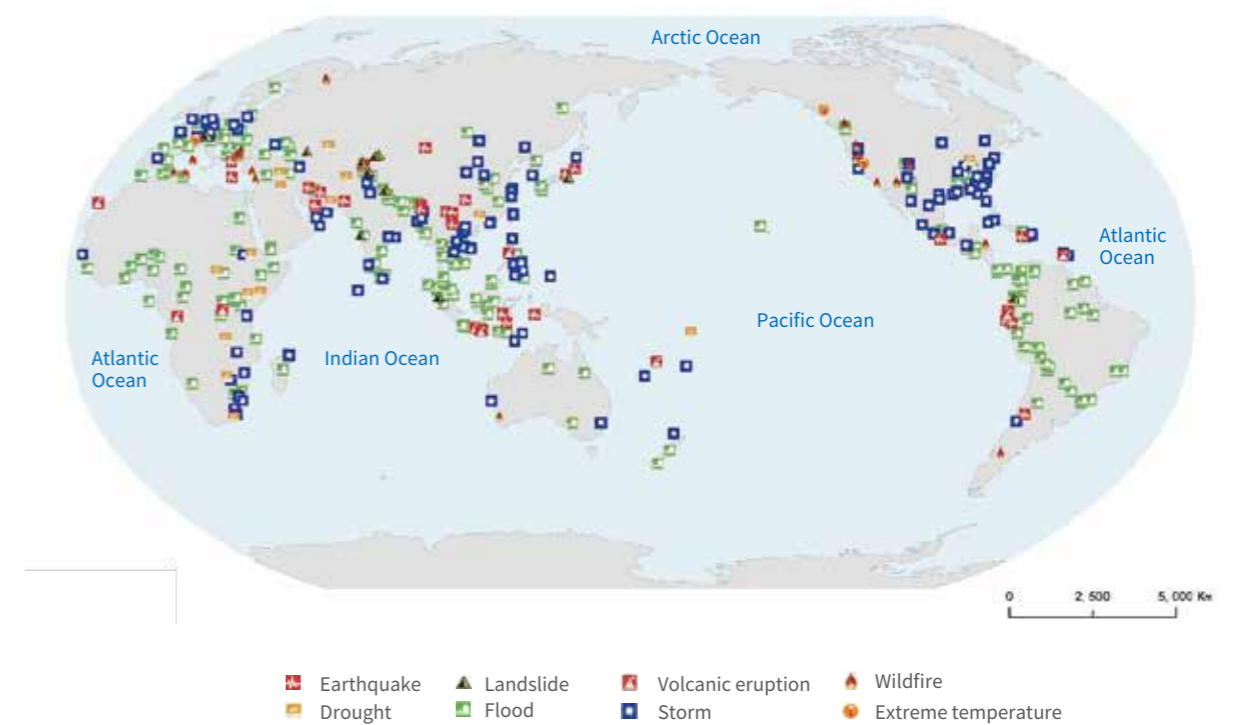 Arctic Ocean
Atlantic
Ocean
Pacific Ocean
Atlantic
Ocean
Indian Ocean
0 2, 500 5, 000 Km
Earthquake Landslide Volcanic eruption Wildfire
Drought Flood Storm Extreme temperature